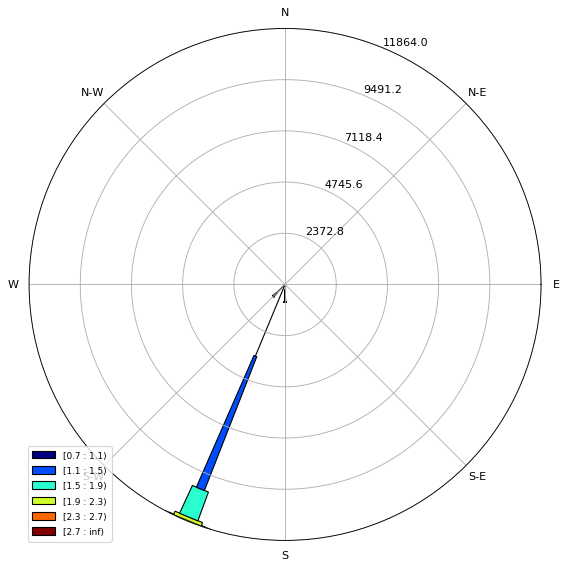 N
11864.0
N-W
9491.2
N-E
7118.4
4745.6
2372.8
W
E
[0.7 : 1.1)
[1.1 : 1.5)
S-W
S-E
[1.5 : 1.9)
[1.9 : 2.3)
[2.3 : 2.7)
[2.7 : inf)
S